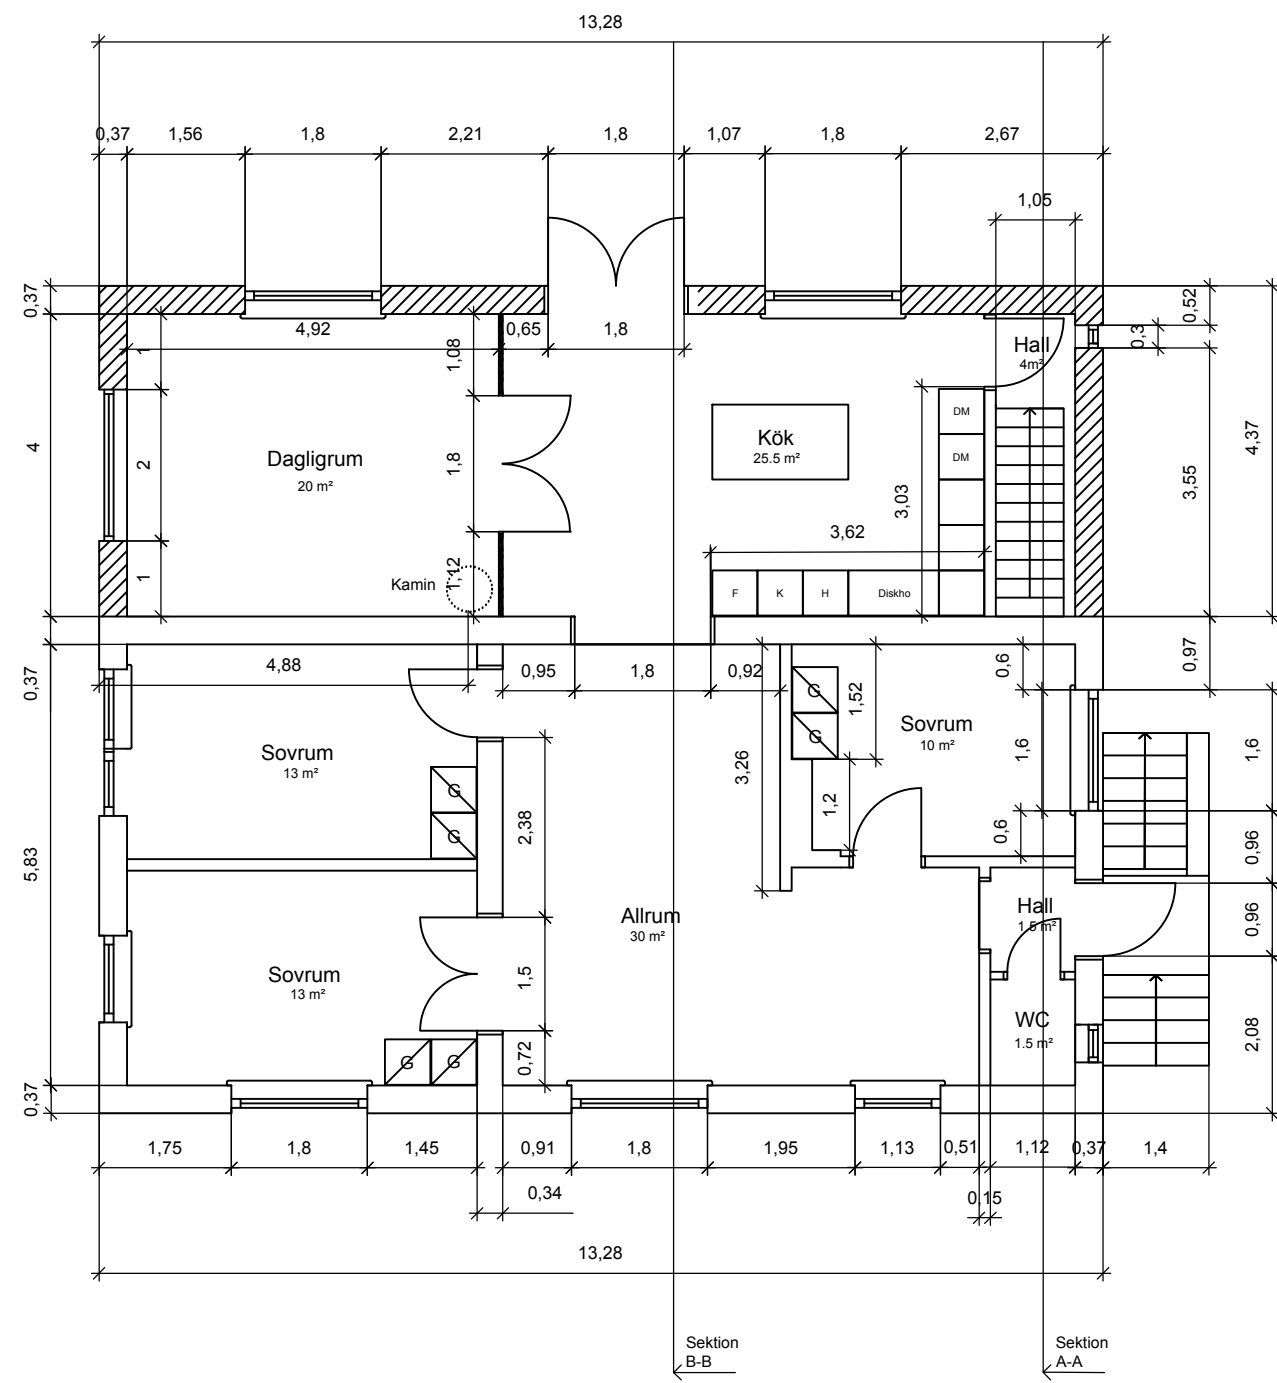 13,28
0,37 1,56 1,8 2,21 1,8 1,07 1,8 2,67
1,05
0,37
4,92 0,65 1,8
0,52
0,3
Hall
4m²
1
1,08
4
2
1,8
Dagligrum
20 m²
Kök
25.5 m²
DM
DM
3,03
3,55
4,37
3,62
1
1,12
Kamin
F K H Diskho
0,37
4,88
0,95 1,8 0,92
0,6
0,97
G
G
1,52
Sovrum
10 m²
Sovrum
13 m²
G
G
3,26
1,6
1,6
1,2
0,6
0,96
2,38
5,83
Allrum
30 m²
Hall
1.5 m²
0,96
Sovrum
13 m²
1,5
WC
1.5 m²
2,08
G G
0,72
0,37
1,75 1,8 1,45 0,91 1,8 1,95 1,13 0,51 1,12 0,37 1,4
0,34
0,15
13,28
Sektion
B-B
Sektion
A-A